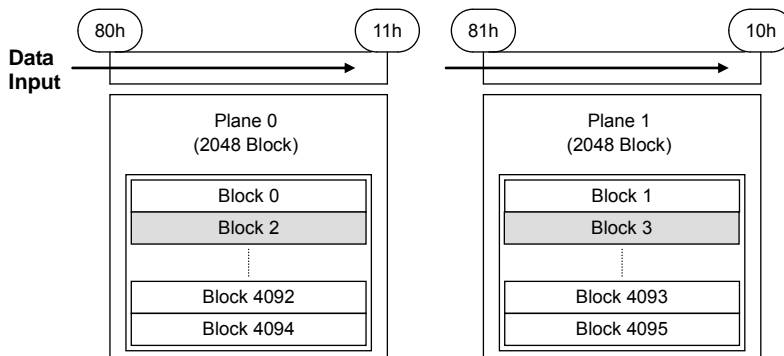 80h
11h
81h
10h
Data
Input
Plane 0
(2048 Block)
Block 0
Block 2
Block 4092
Block 4094
Plane 1
(2048 Block)
Block 1
Block 3
Block 4093
Block 4095